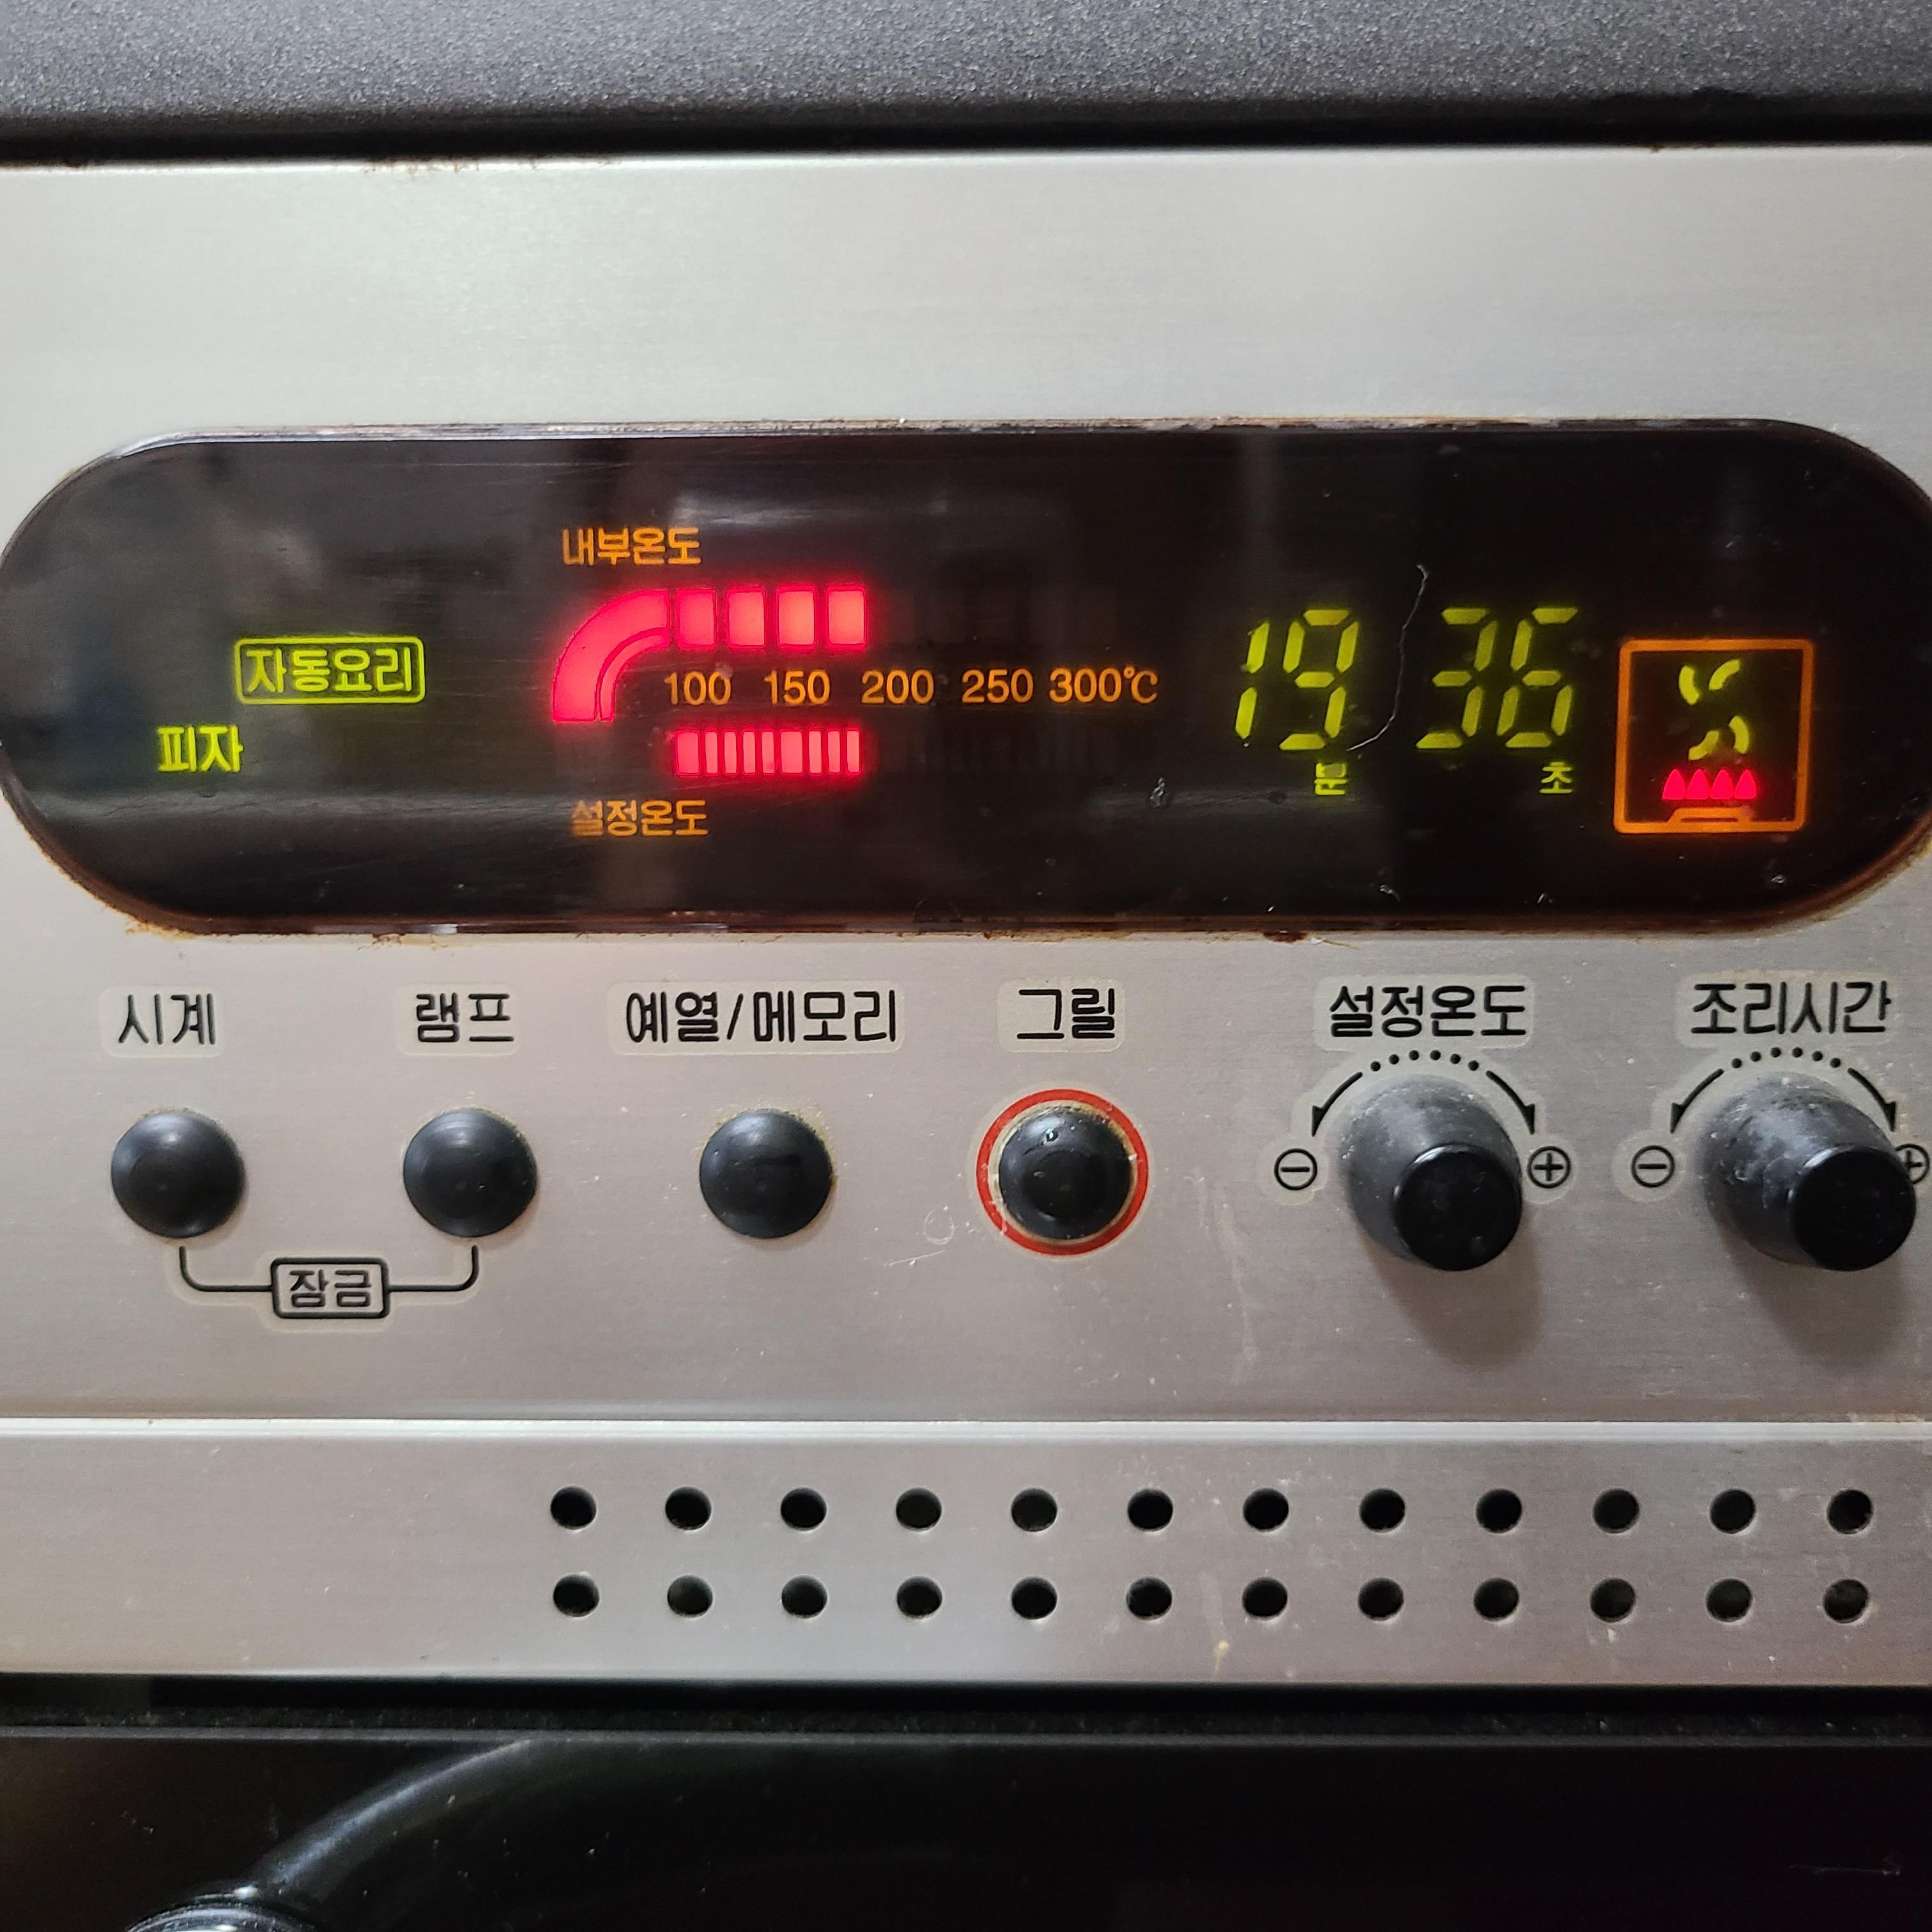 내부온도
자동요리
100 150 200 250 300℃
피자
19 36
분 초
설정온도
시계 램프 예열/메모리 그릴 설정온도 조리시간
⊖ ⊕ ⊖ ⊕
잠금